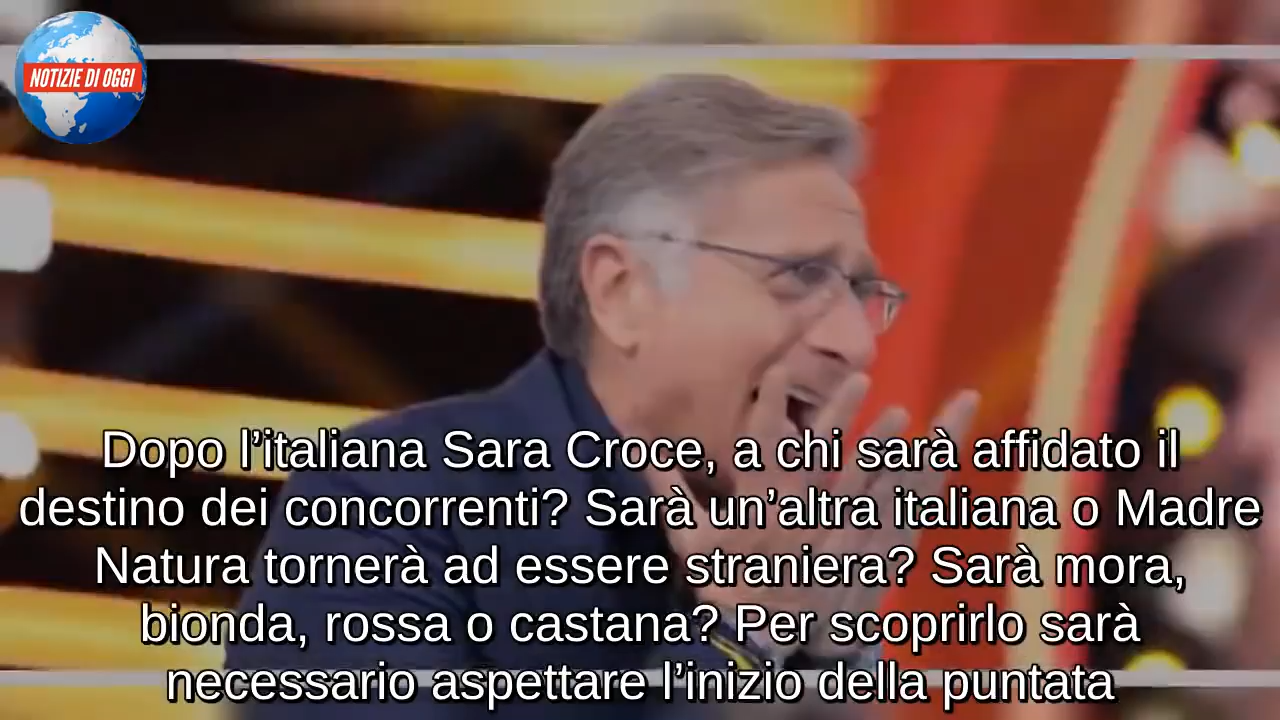 NOTIZIE DI OGGI
Dopo l’italiana Sara Croce, a chi sarà affidato il
destino dei concorrenti? Sarà un’altra italiana o Madre
Natura tornerà ad essere straniera? Sarà mora,
bionda, rossa o castana? Per scoprirlo sarà
necessario aspettare l’inizio della puntata